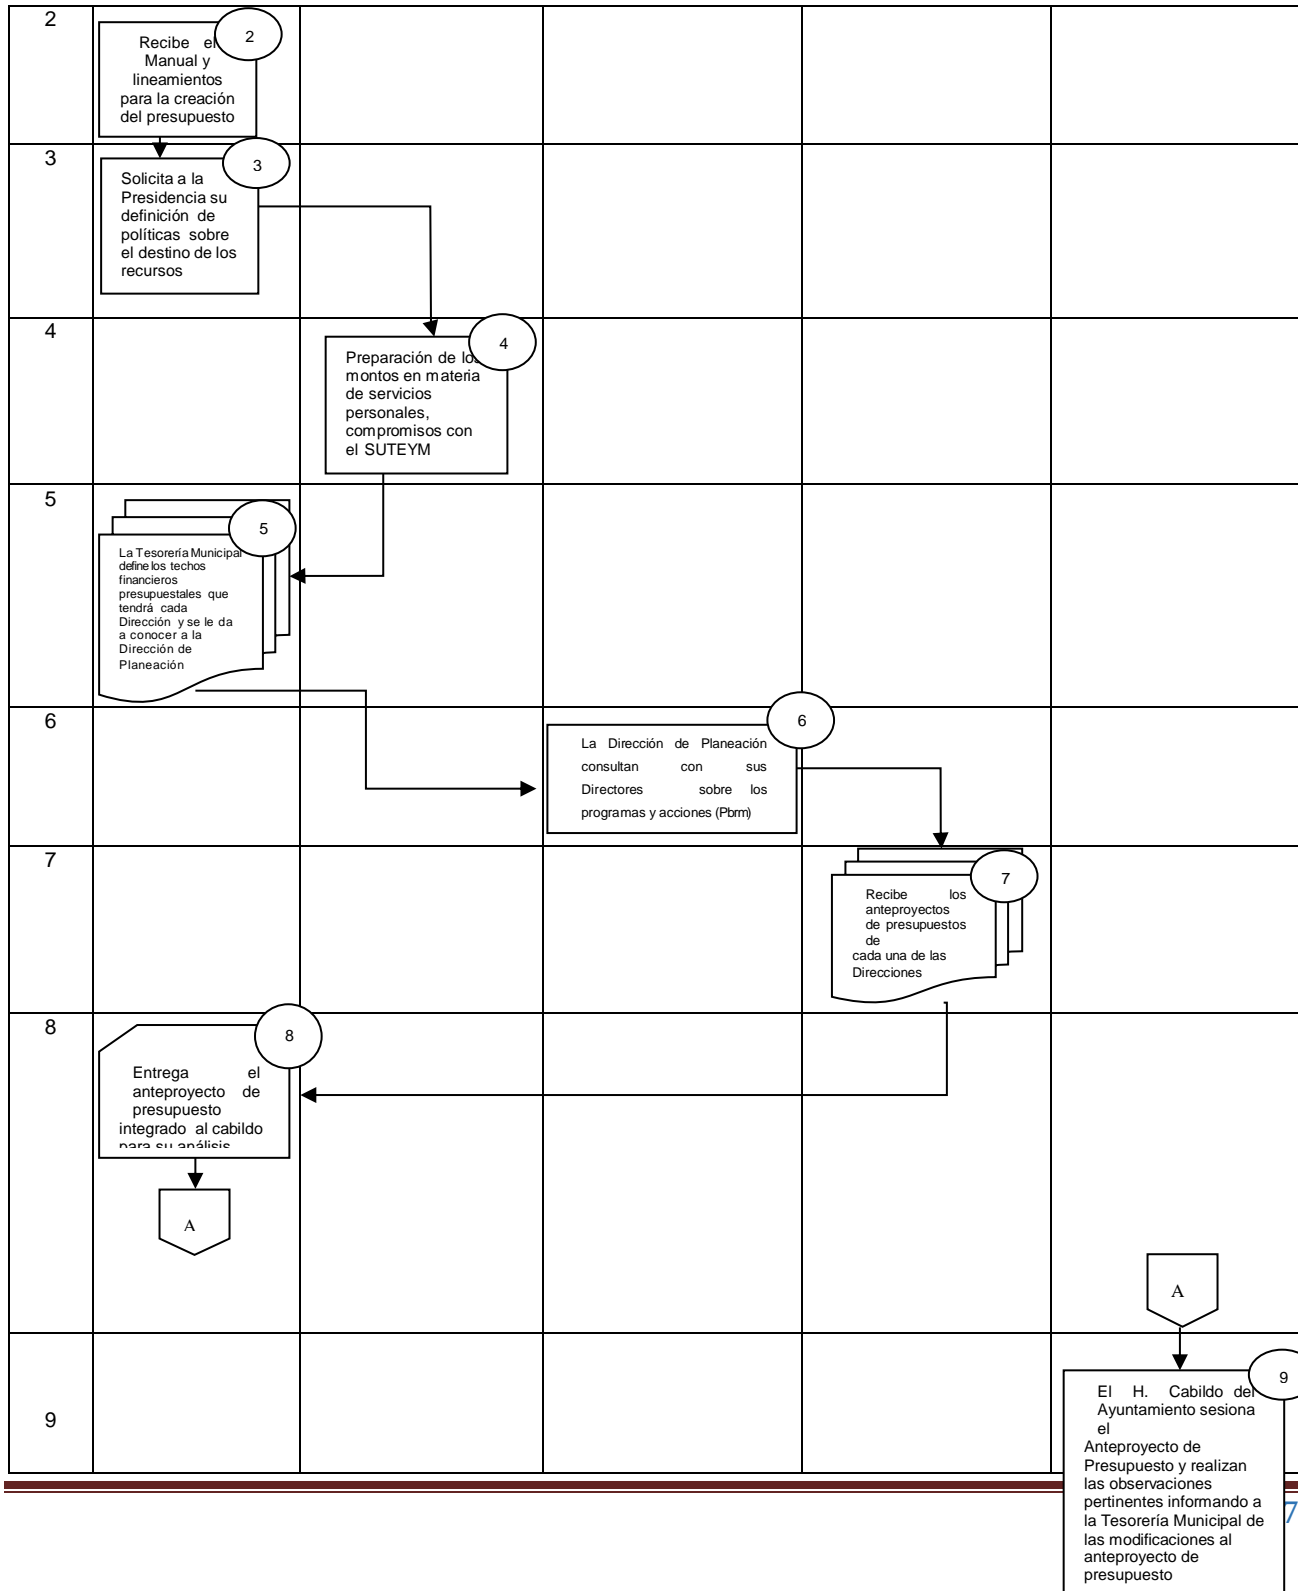 2
2
Recibe el
Manual y
lineamientos
para la creación
del presupuesto
3
3
Solicita a la
Presidencia su
definición de
políticas sobre
el destino de los
recursos
4
4
Preparación de los
montos en materia
de servicios
personales,
compromisos con
el SUTEYM
5
5
La Tesorería Municipal
define los techos
financieros
presupuestales que
tendrá cada
Dirección y se le da
a conocer a la
Dirección de
Planeación
6
6
La Dirección de Planeación
consultan con sus
Directores sobre los
programas y acciones (Pbrm)
7
7
Recibe los
anteproyectos
de presupuestos
de
cada una de las
Direcciones
8
8
Entrega el
anteproyecto de
presupuesto
integrado al cabildo
para su análisis
A
A
9
9
El H. Cabildo del
Ayuntamiento sesiona
el
Anteproyecto de
Presupuesto y realizan
las observaciones
pertinentes informando a
la Tesorería Municipal de
las modificaciones al
anteproyecto de
presupuesto
7